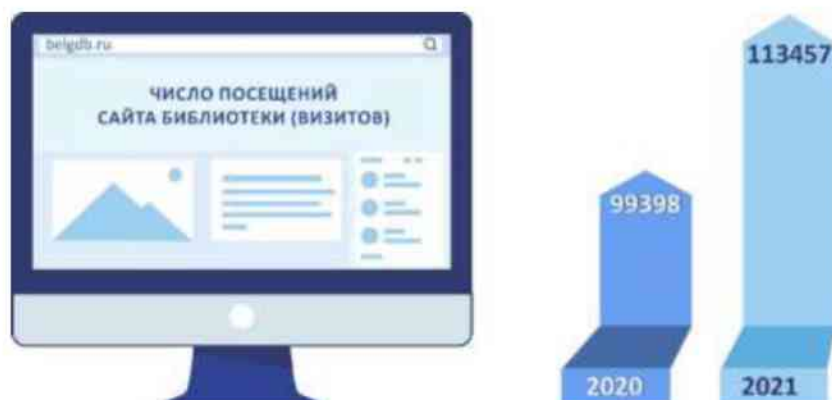 belgdb.ru
ЧИСЛО ПОСЕЩЕНИЙ
САЙТА БИБЛИОТЕКИ (ВИЗИТОВ)
113457
99398
2020
2021